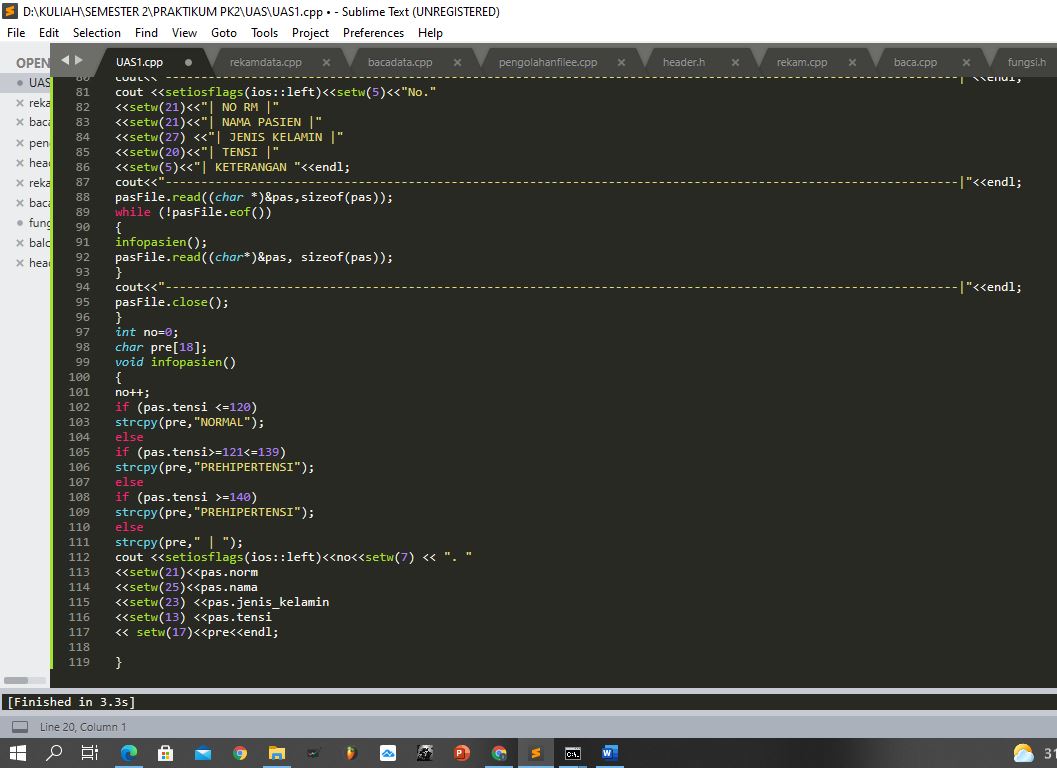 D:\KULIAH\SEMESTER 2\PRAKTIKUM PK2\UAS\UAS1.cpp • - Sublime Text (UNREGISTERED)
File Edit Selection Find View Goto Tools Project Preferences Help
OPEN
UAS1.cpp rekamdata.cpp bacadata.cpp pengolahanfilee.cpp header.h rekam.cpp baca.cpp fungsi.h
UAS
reka
baca
pen
hea
reka
baca
fung
balo
hea
81 cout <<setiosflags(ios::left)<<setw(5)<<"No."
82 <<setw(21)<<"| NO RM |"
83 <<setw(21)<<"| NAMA PASIEN |"
84 <<setw(27) <<"| JENIS KELAMIN |"
85 <<setw(20)<<"| TENSI |"
86 <<setw(5)<<"| KETERANGAN "<<endl;
87 cout<<"----------------------------------------------------------------------------------------------------------------|"<<endl;
88 pasFile.read((char *)&pas,sizeof(pas));
89 while (!pasFile.eof())
90 {
91 infopasien();
92 pasFile.read((char*)&pas, sizeof(pas));
93 }
94 cout<<"----------------------------------------------------------------------------------------------------------------|"<<endl;
95 pasFile.close();
96 }
97 int no=0;
98 char pre[18];
99 void infopasien()
100 {
101 no++;
102 if (pas.tensi <=120)
103 strcpy(pre,"NORMAL");
104 else
105 if (pas.tensi>=121<=139)
106 strcpy(pre,"PREHIPERTENSI");
107 else
108 if (pas.tensi >=140)
109 strcpy(pre,"PREHIPERTENSI");
110 else
111 strcpy(pre," | ");
112 cout <<setiosflags(ios::left)<<no<<setw(7) << ". "
113 <<setw(21)<<pas.norm
114 <<setw(25)<<pas.nama
115 <<setw(23) <<pas.jenis_kelamin
116 <<setw(13) <<pas.tensi
117 << setw(17)<<pre<<endl;
118
119 }
[Finished in 3.3s]
Line 20, Column 1
31